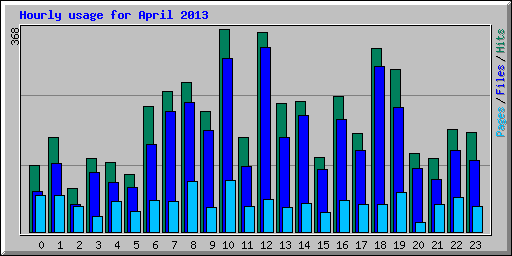 Hourly usage for April 2013
368
Pages / Files / Hits
0 1 2 3 4 5 6 7 8 9 10 11 12 13 14 15 16 17 18 19 20 21 22 23